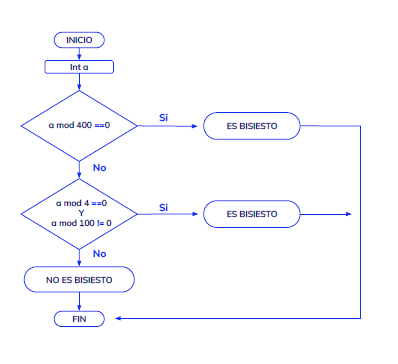 INICIO
Int a
a mod 400 ==0
Si
ES BISIESTO
No
a mod 4 ==0
Y
a mod 100 != 0
Si
ES BISIESTO
No
NO ES BISIESTO
FIN